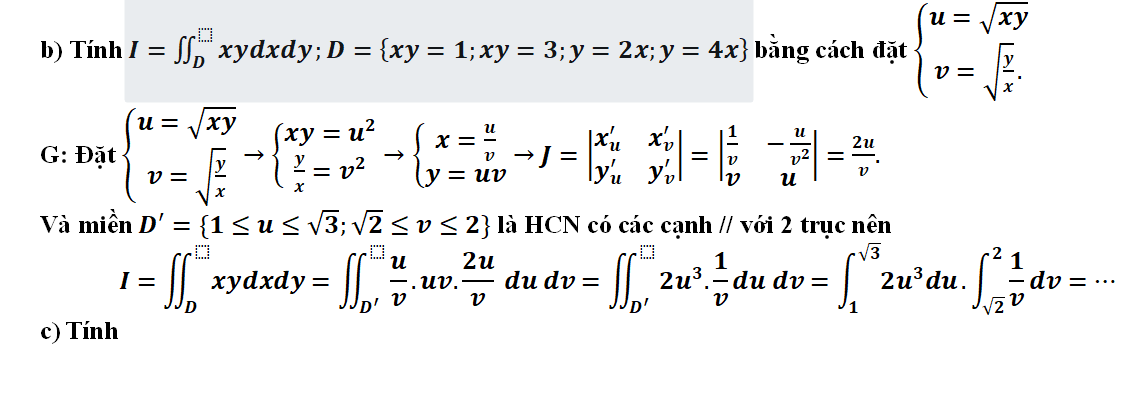 b) Tính I = ∬_D xydxdy; D = {xy = 1; xy = 3; y = 2x; y = 4x} bằng cách đặt {u = √(xy); v = √(y/x).
G: Đặt {u = √(xy); v = √(y/x) → {xy = u²; y/x = v² → {x = u/v; y = uv → J = |x'_u x'_v; y'_u y'_v| = |1/v −u/v²; v u| = 2u/v.
Và miền D′ = {1 ≤ u ≤ √3; √2 ≤ v ≤ 2} là HCN có các cạnh // với 2 trục nên
I = ∬_D xydxdy = ∬_D′ u/v . uv. 2u/v du dv = ∬_D′ 2u³. 1/v du dv = ∫_1^√3 2u³du. ∫_√2^2 1/v dv = ⋯
c) Tính